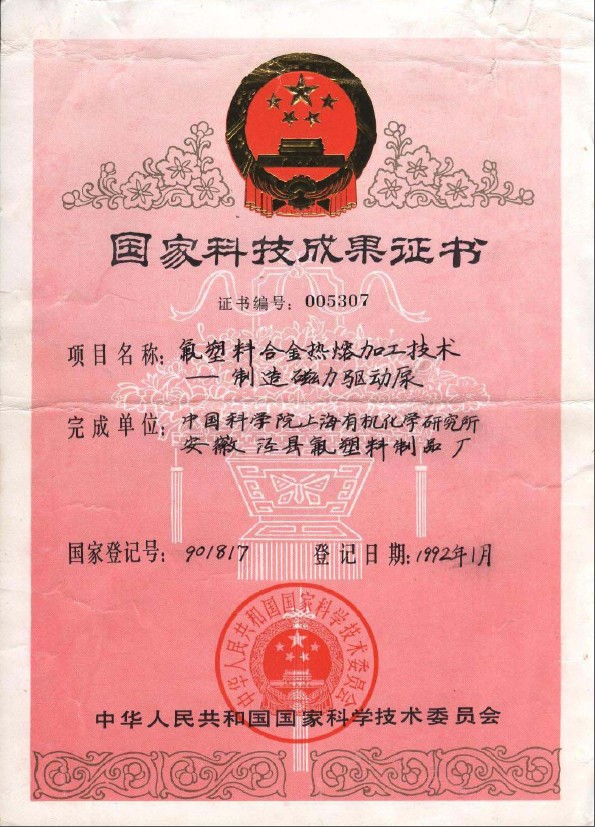 国家科技成果证书
证书编号：005307
项目名称：氟塑料合金热熔加工技术
—制造磁力驱动泵
完成单位：中国科学院上海有机化学研究所
安徽泾县氟塑料制品厂
国家登记号：901817 登记日期：1992年1月
中华人民共和国国家科学技术委员会
中华人民共和国国家科学技术委员会